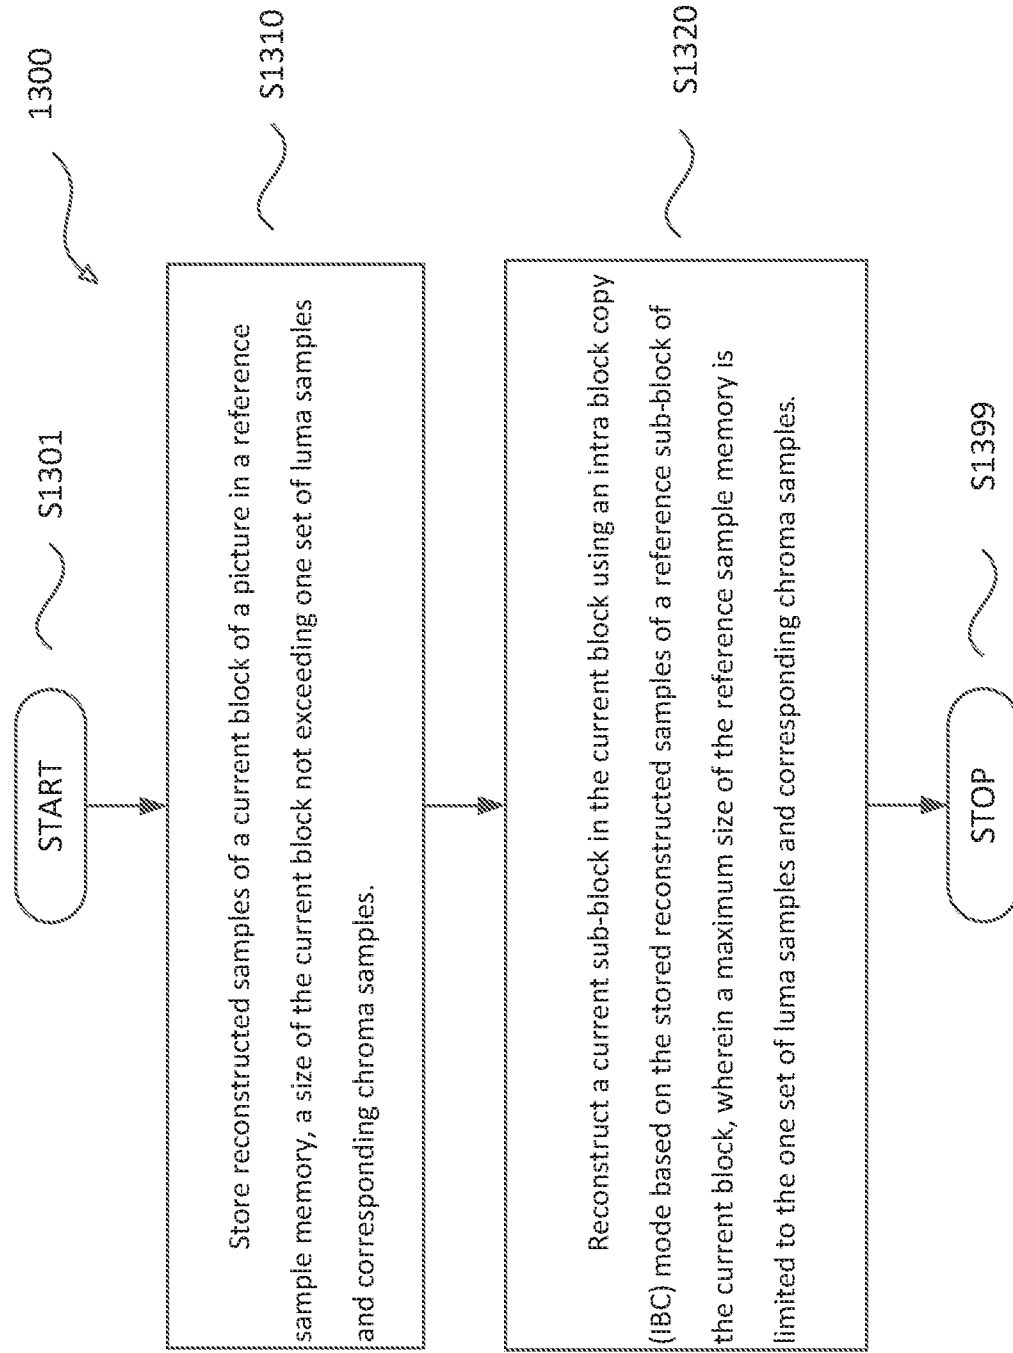 1300
START
S1301
Store reconstructed samples of a current block of a picture in a reference
sample memory, a size of the current block not exceeding one set of luma samples
and corresponding chroma samples.
S1310
Reconstruct a current sub-block in the current block using an intra block copy
(IBC) mode based on the stored reconstructed samples of a reference sub-block of
the current block, wherein a maximum size of the reference sample memory is
limited to the one set of luma samples and corresponding chroma samples.
S1320
STOP
S1399